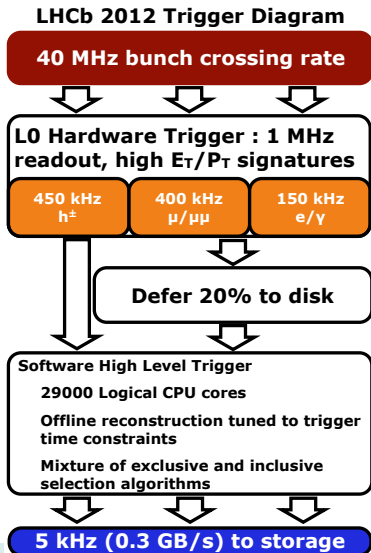 LHCb 2012 Trigger Diagram
40 MHz bunch crossing rate
L0 Hardware Trigger : 1 MHz
readout, high Eᴛ/Pᴛ signatures
450 kHz
h±
400 kHz
µ/µµ
150 kHz
e/γ
Defer 20% to disk
Software High Level Trigger
29000 Logical CPU cores
Offline reconstruction tuned to trigger
time constraints
Mixture of exclusive and inclusive
selection algorithms
5 kHz (0.3 GB/s) to storage